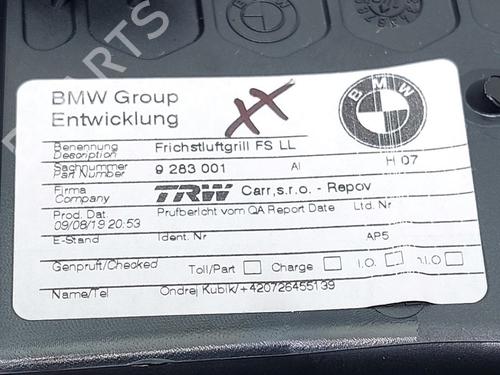 BMW Group
Entwicklung
XX
BMW
Benennung
Description
Frichstluftgrill FS LL
Sachnummer
Part Number
9 283 001
AI
H 07
Firma
Company
TRW Carr,s.r.o. - Repov
Prod. Dat.
09/08/19 20:53
Prufbericht vom QA Report Date
Ltd. Nr
E-Stand
Ident. Nr
AP5
Genpruft/Checked
Toll/Part
Charge
I.O.
n.I.O
Name/Tel
Ondrej Kubik/+420726455139